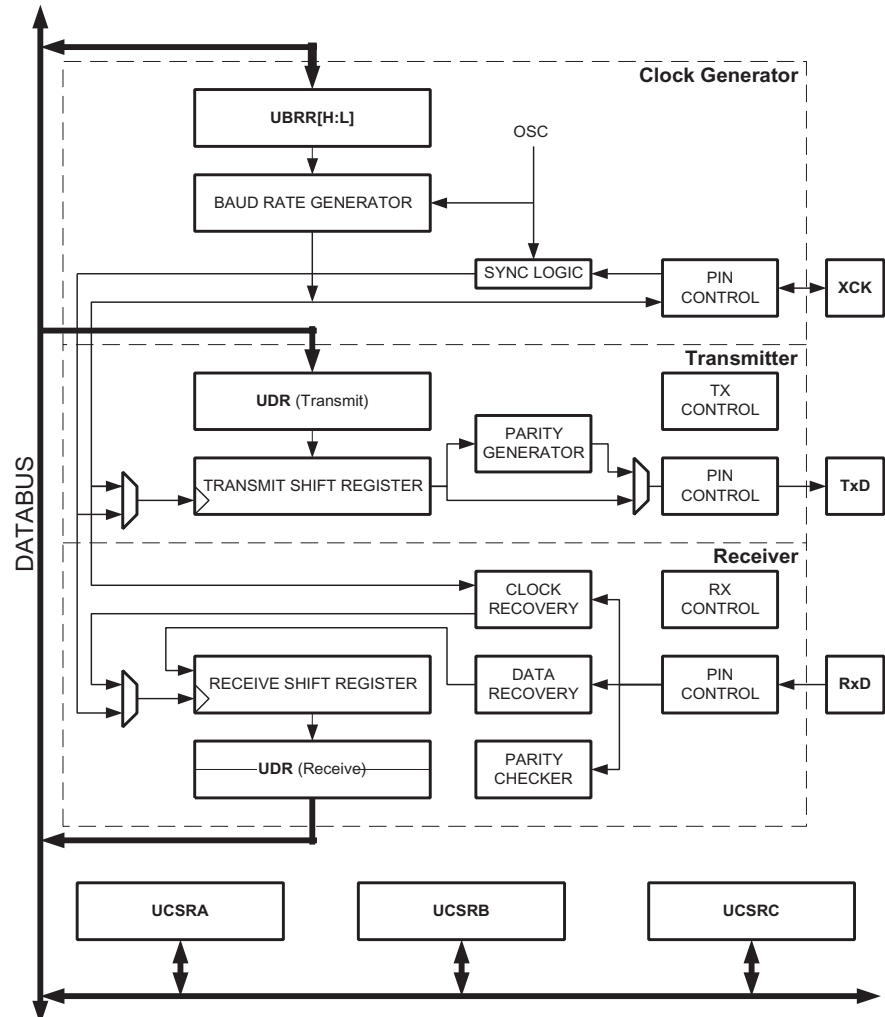 Clock Generator
UBRR[H:L]
OSC
BAUD RATE GENERATOR
SYNC LOGIC
PIN
CONTROL
XCK
Transmitter
UDR (Transmit)
TX
CONTROL
PARITY
GENERATOR
TRANSMIT SHIFT REGISTER
PIN
CONTROL
TxD
DATABUS
Receiver
CLOCK
RECOVERY
RX
CONTROL
RECEIVE SHIFT REGISTER
DATA
RECOVERY
PIN
CONTROL
RxD
UDR (Receive)
PARITY
CHECKER
UCSRA
UCSRB
UCSRC